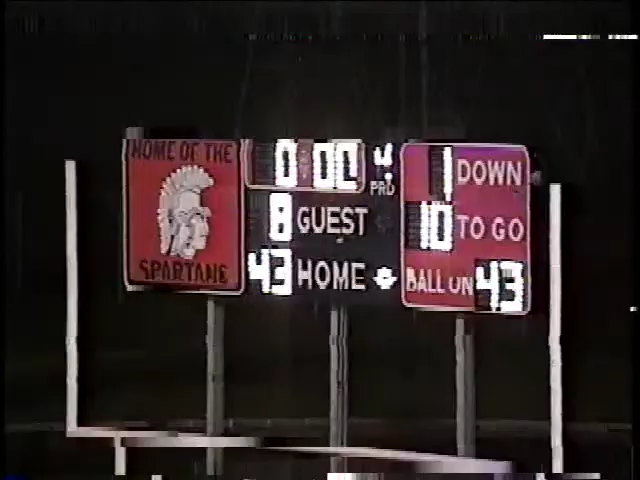 HOME OF THE
SPARTANS
0:00 4
PRD
8 GUEST
43 HOME
1 DOWN
10 TO GO
BALL ON 43